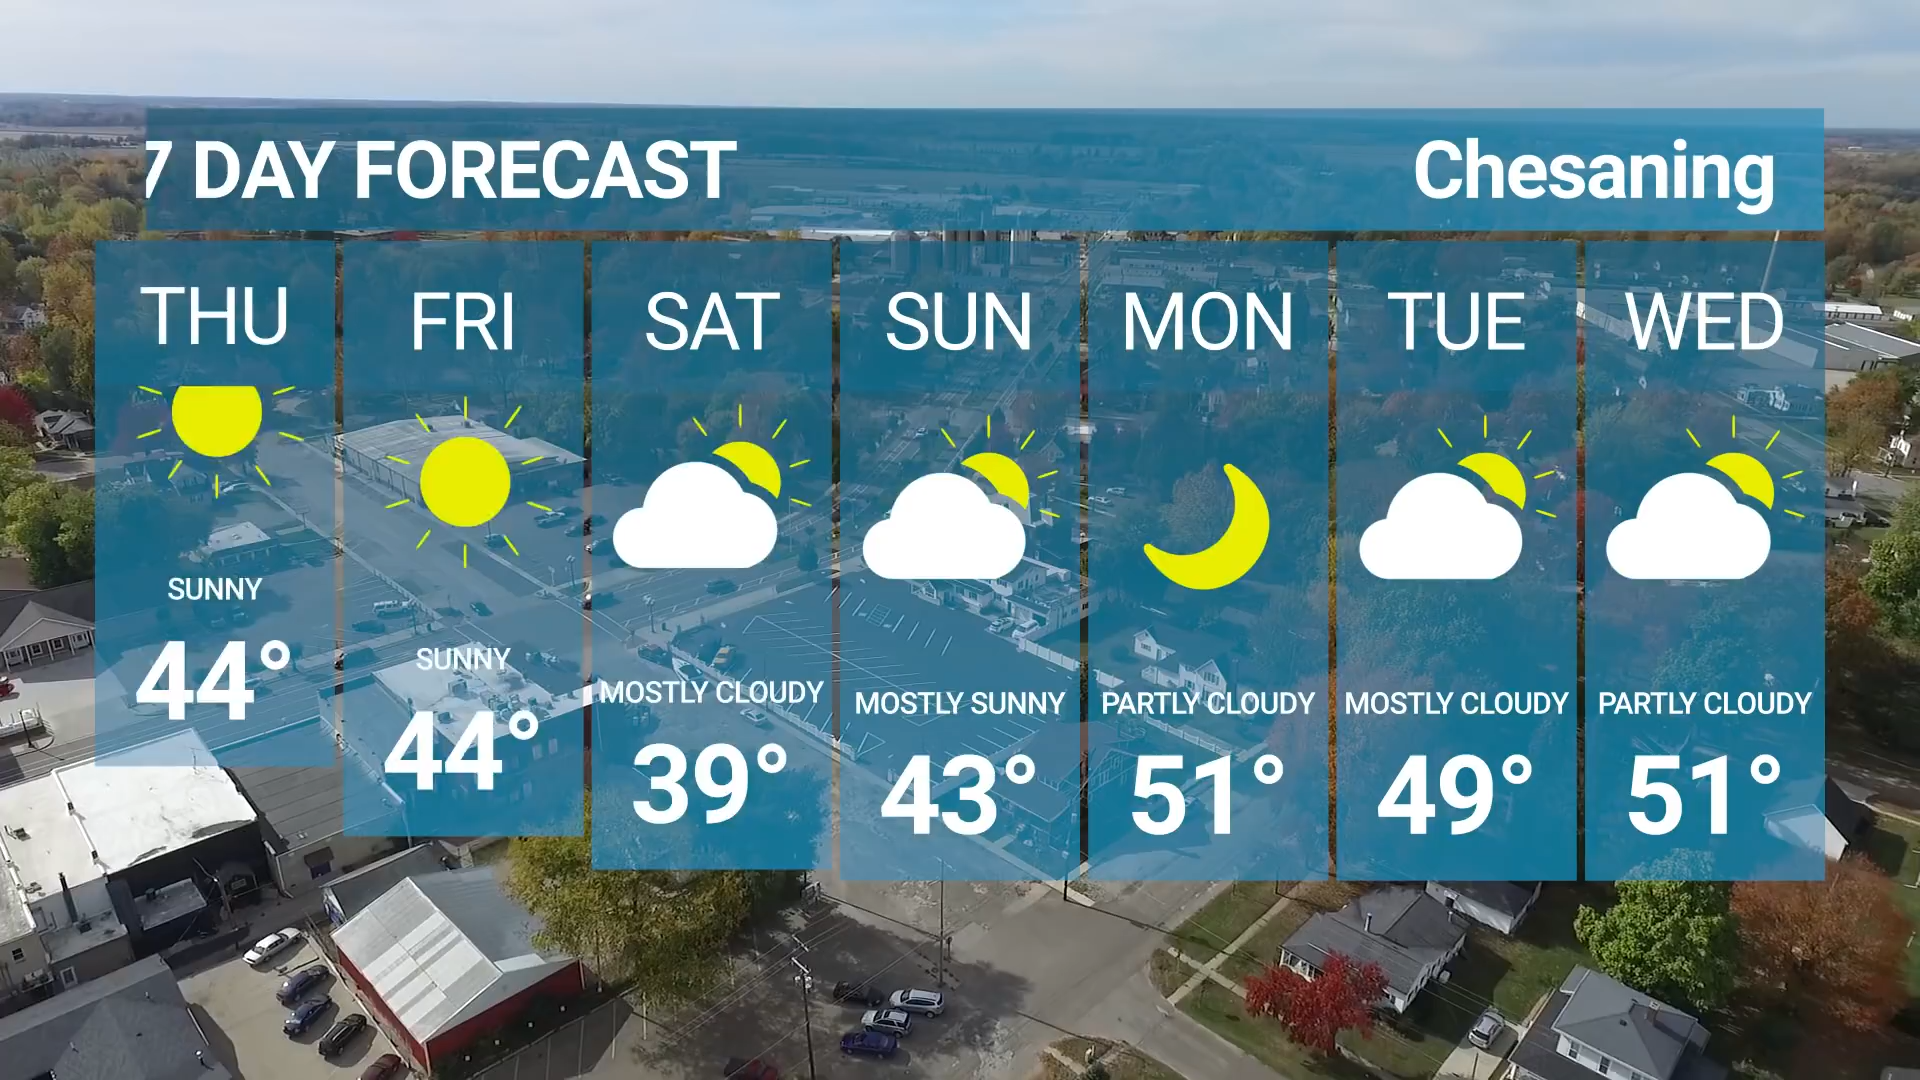 7 DAY FORECAST
Chesaning
THU
SUNNY
44°
FRI
SUNNY
44°
SAT
MOSTLY CLOUDY
39°
SUN
MOSTLY SUNNY
43°
MON
PARTLY CLOUDY
51°
TUE
MOSTLY CLOUDY
49°
WED
PARTLY CLOUDY
51°